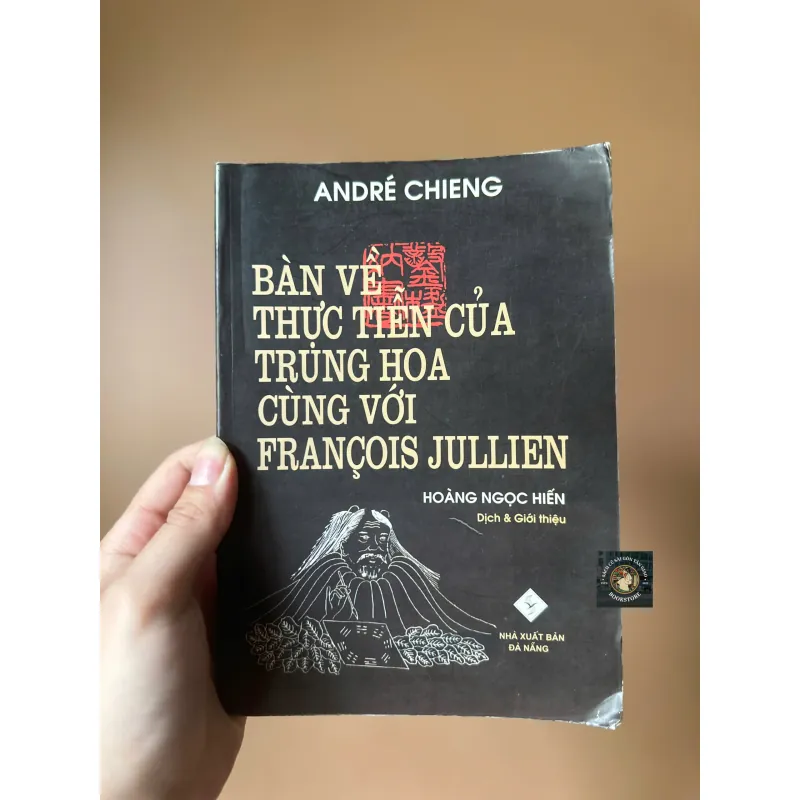 ANDRÉ CHIENG
BÀN VỀ
THỰC TIỄN CỦA
TRUNG HOA
CÙNG VỚI
FRANÇOIS JULLIEN
HOÀNG NGỌC HIẾN
Dịch & Giới thiệu
NHÀ XUẤT BẢN
ĐÀ NẴNG
BOOKSTORE